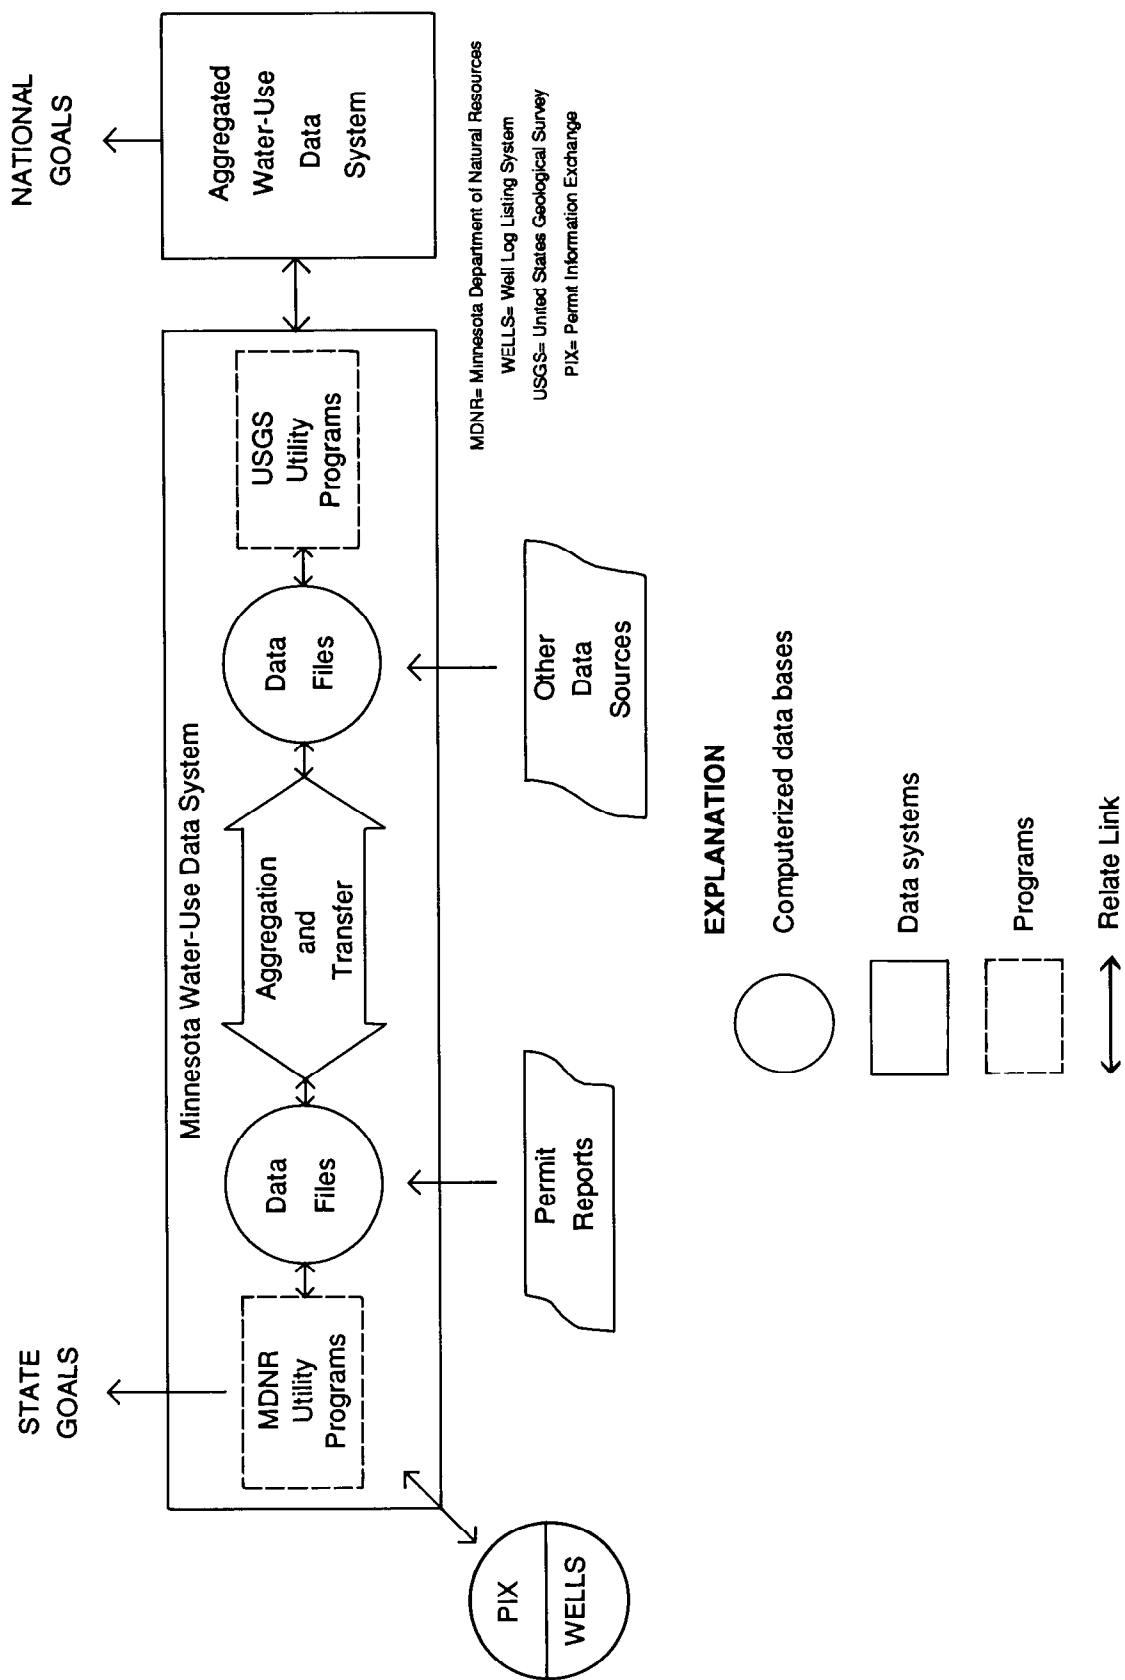 STATE
GOALS
NATIONAL
GOALS
Minnesota Water-Use Data System
MDNR
Utility
Programs
Data
Files
Aggregation
and
Transfer
Data
Files
USGS
Utility
Programs
Aggregated
Water-Use
Data
System
PIX
WELLS
Permit
Reports
Other
Data
Sources
MDNR= Minnesota Department of Natural Resources
WELLS= Well Log Listing System
USGS= United States Geological Survey
PIX= Permit Information Exchange
EXPLANATION
Computerized data bases
Data systems
Programs
Relate Link